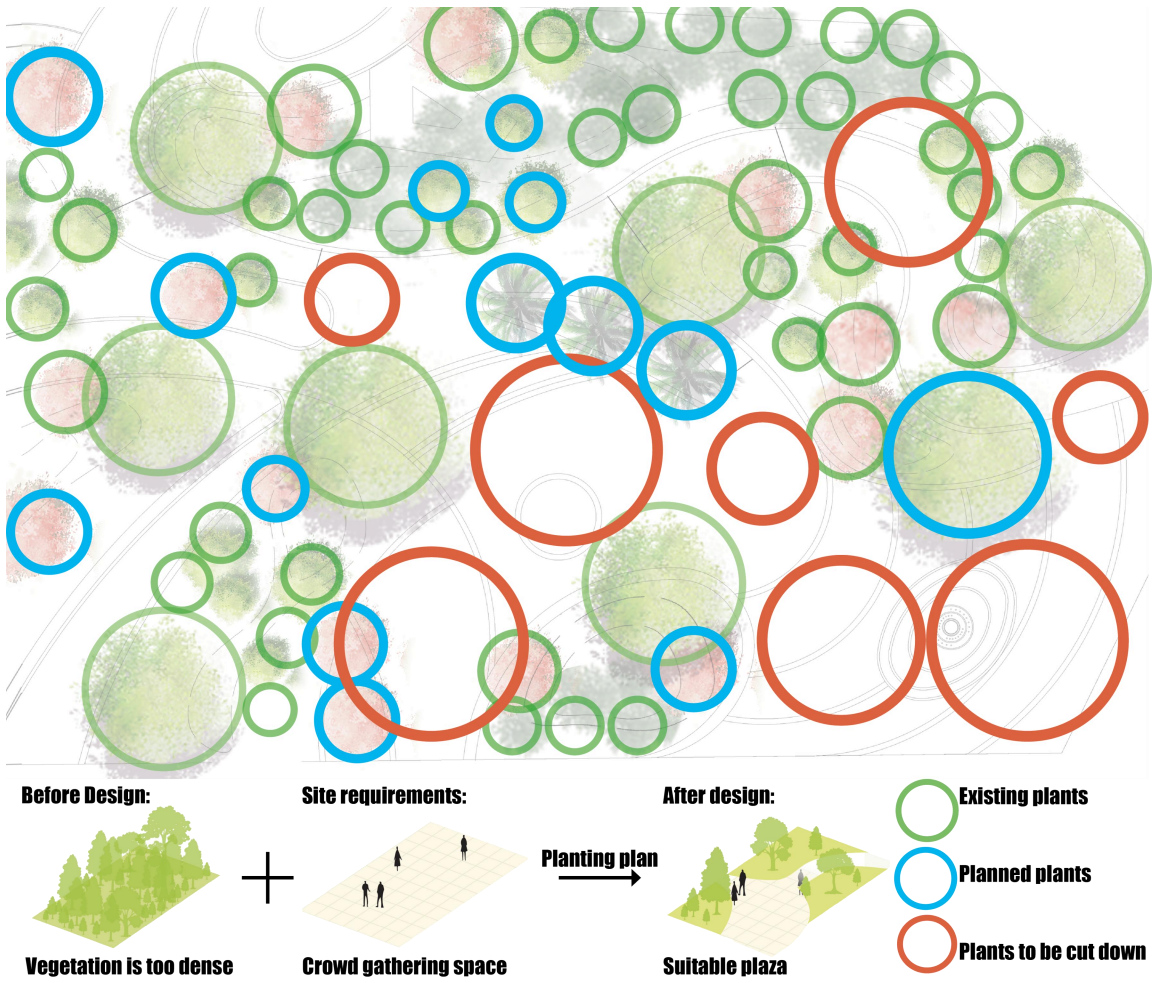 Before Design:
Site requirements:
After design:
Existing plants
Planting plan
Planned plants
Vegetation is too dense
Crowd gathering space
Suitable plaza
Plants to be cut down